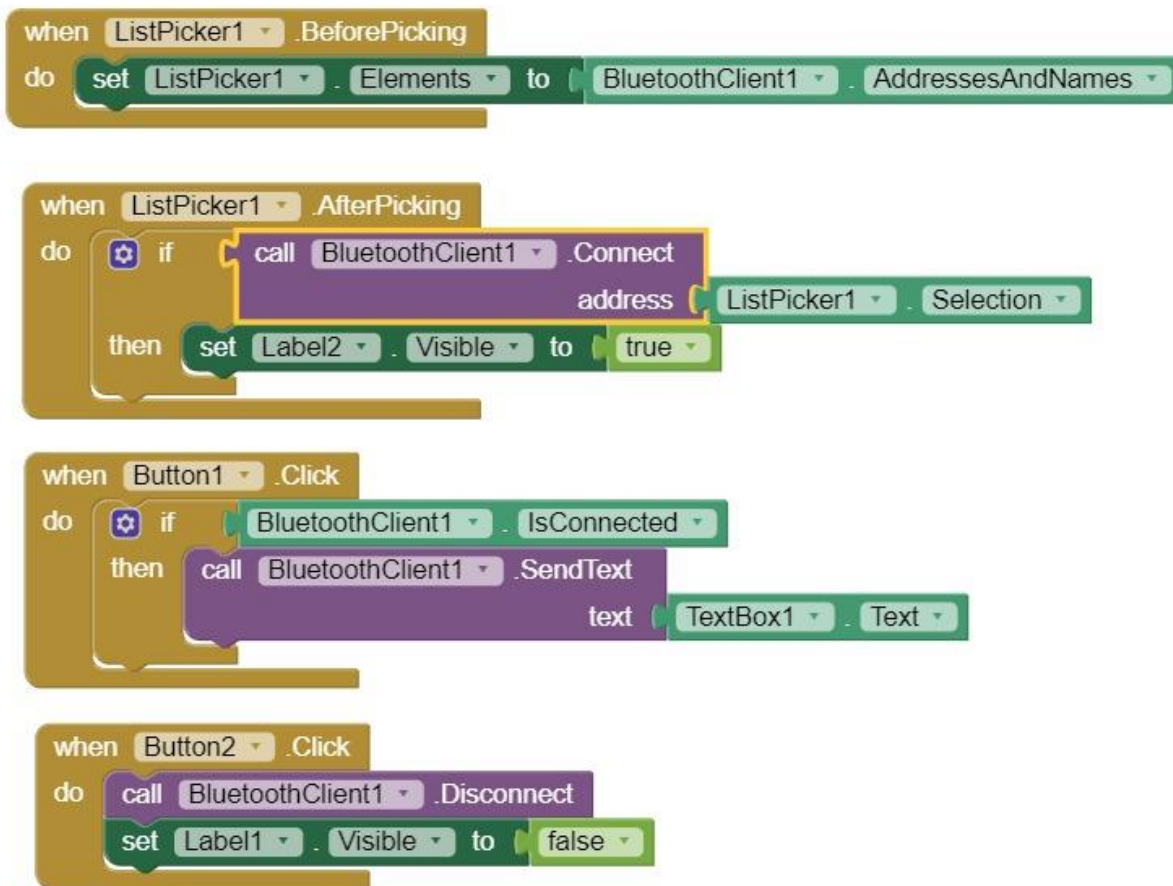 when ListPicker1 .BeforePicking
do set ListPicker1 . Elements to BluetoothClient1 . AddressesAndNames
when ListPicker1 .AfterPicking
do if call BluetoothClient1 .Connect
address ListPicker1 . Selection
then set Label2 . Visible to true
when Button1 .Click
do if BluetoothClient1 . IsConnected
then call BluetoothClient1 .SendText
text TextBox1 . Text
when Button2 .Click
do call BluetoothClient1 .Disconnect
set Label1 . Visible to false